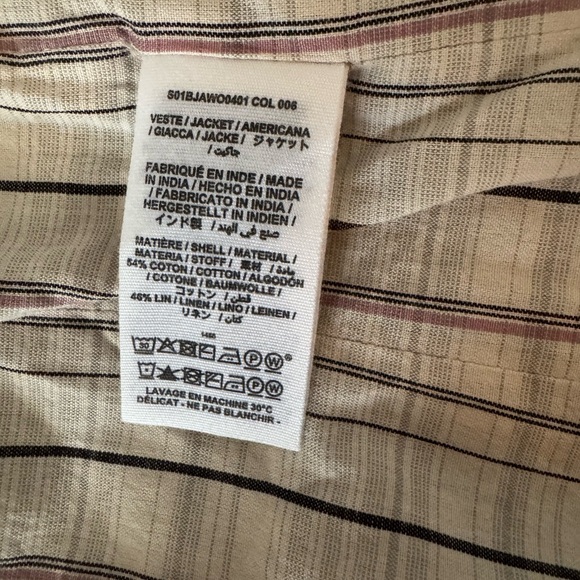 S01BJAWO0401 COL 006
VESTE / JACKET / AMERICANA
/ GIACCA / JACKE / ジャケット
/ جاكيت
FABRIQUÉ EN INDE / MADE
IN INDIA / HECHO EN INDIA
/ FABBRICATO IN INDIA /
HERGESTELLT IN INDIEN /
インド製 / صنع في الهند
MATIÈRE / SHELL / MATERIAL /
MATERIA / STOFF / 素材 / مادة
54% COTON / COTTON / ALGODÓN
/ COTONE / BAUMWOLLE /
コットン / قطن
46% LIN / LINEN / LINO / LEINEN /
リネン / كتان
30 P W
P W
LAVAGE EN MACHINE 30°C
DÉLICAT - NE PAS BLANCHIR -